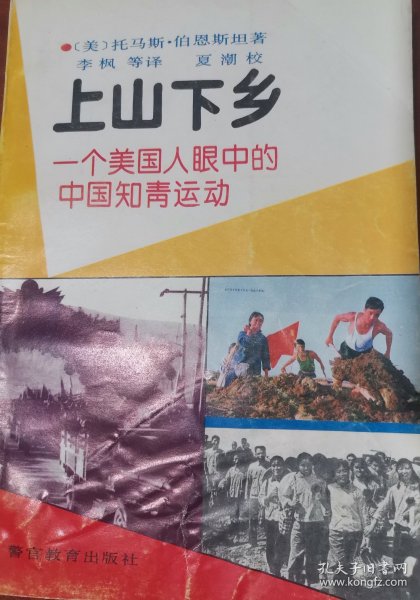 ●〔美〕托马斯·伯恩斯坦著
李枫 等译 夏潮 校
上山下乡
一个美国人眼中的
中国知青运动
警官教育出版社
孔夫子旧书网
www.kongfz.com